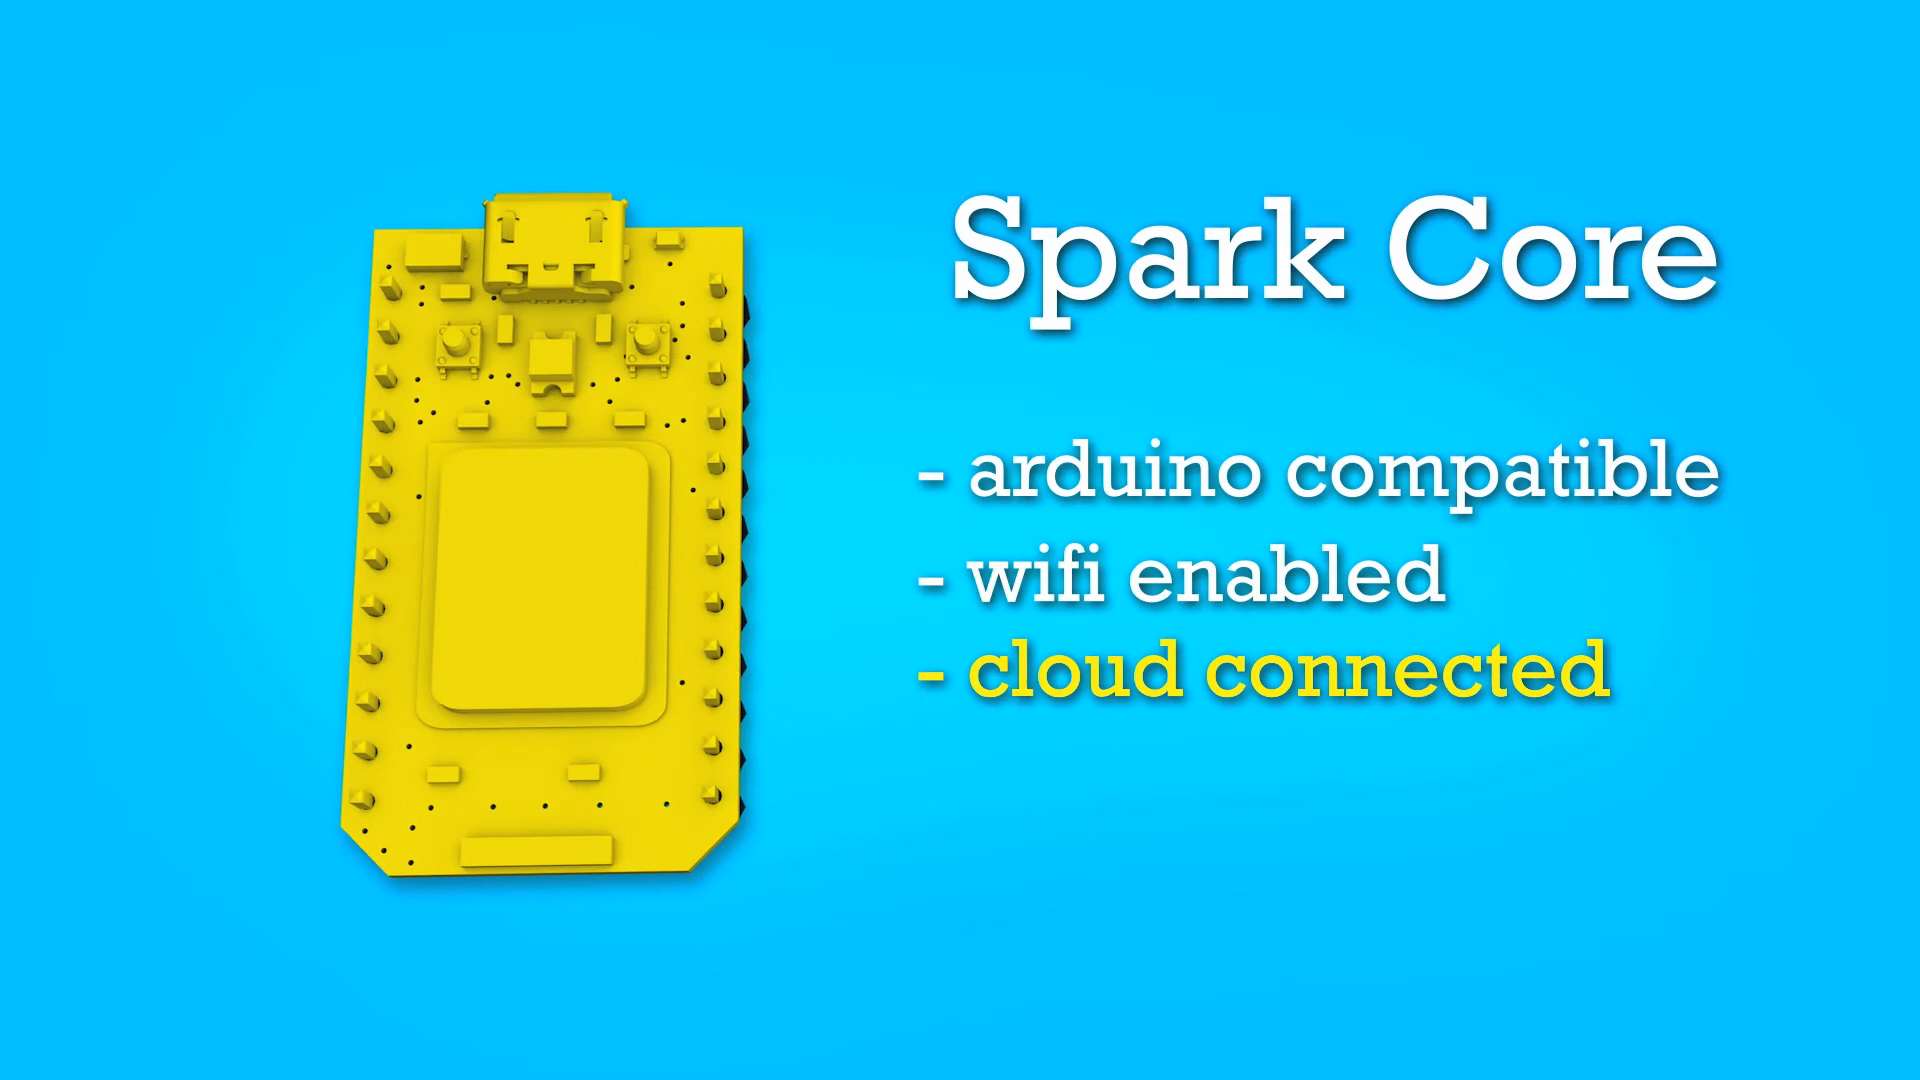 Spark Core
- arduino compatible
- wifi enabled
- cloud connected